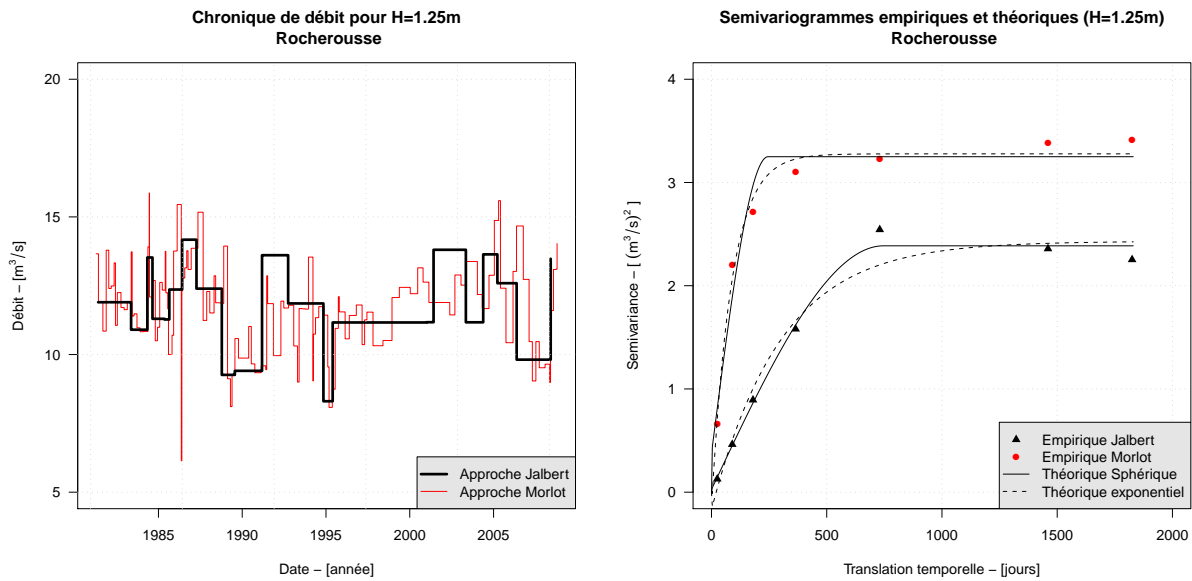 Chronique de débit pour H=1.25m
Rocherousse
Débit − [m³/s]
20
15
10
5
1985
1990
1995
2000
2005
Date − [année]
Approche Jalbert
Approche Morlot
Semivariogrammes empiriques et théoriques (H=1.25m)
Rocherousse
Semivariance − [ (m³/s)² ]
4
3
2
1
0
0
500
1000
1500
2000
Translation temporelle − [jours]
Empirique Jalbert
Empirique Morlot
Théorique Sphérique
Théorique exponentiel